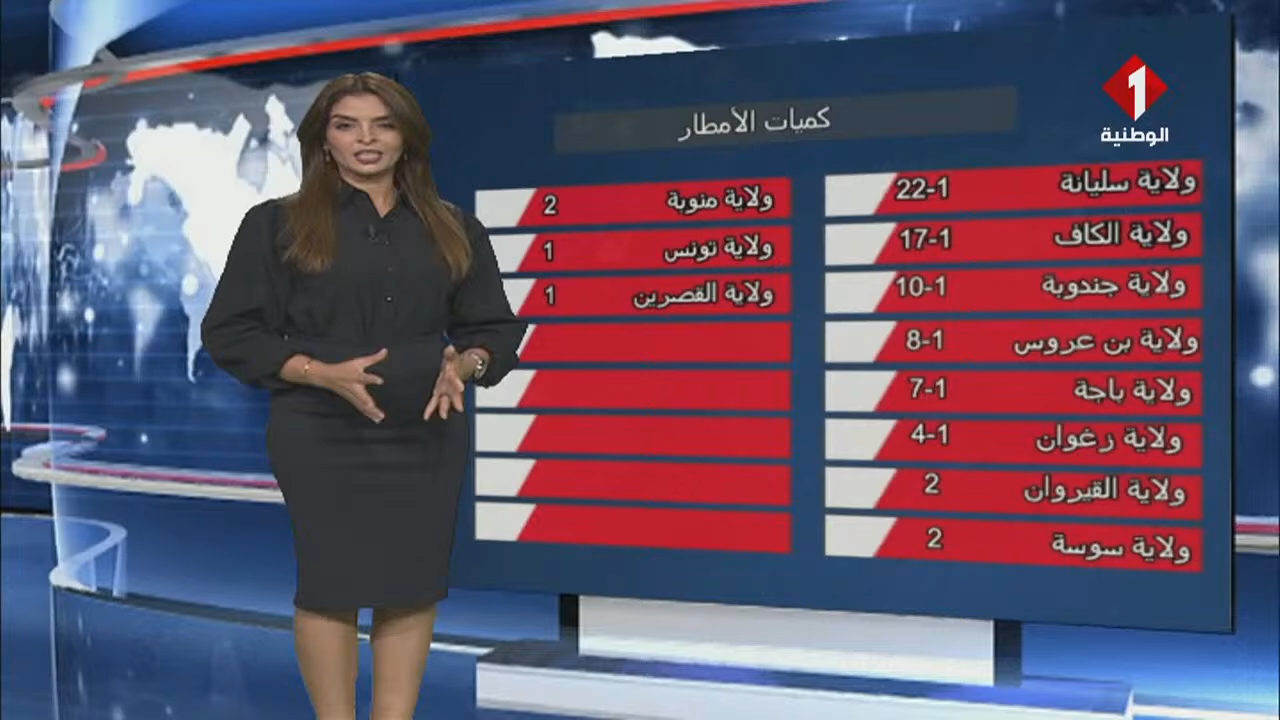 1
الوطنية
كميات الأمطار
ولاية سليانة 22-1
ولاية الكاف 17-1
ولاية جندوبة 10-1
ولاية بن عروس 8-1
ولاية باجة 7-1
ولاية زغوان 4-1
ولاية القيروان 2
ولاية سوسة 2
ولاية منوبة 2
ولاية تونس 1
ولاية القصرين 1